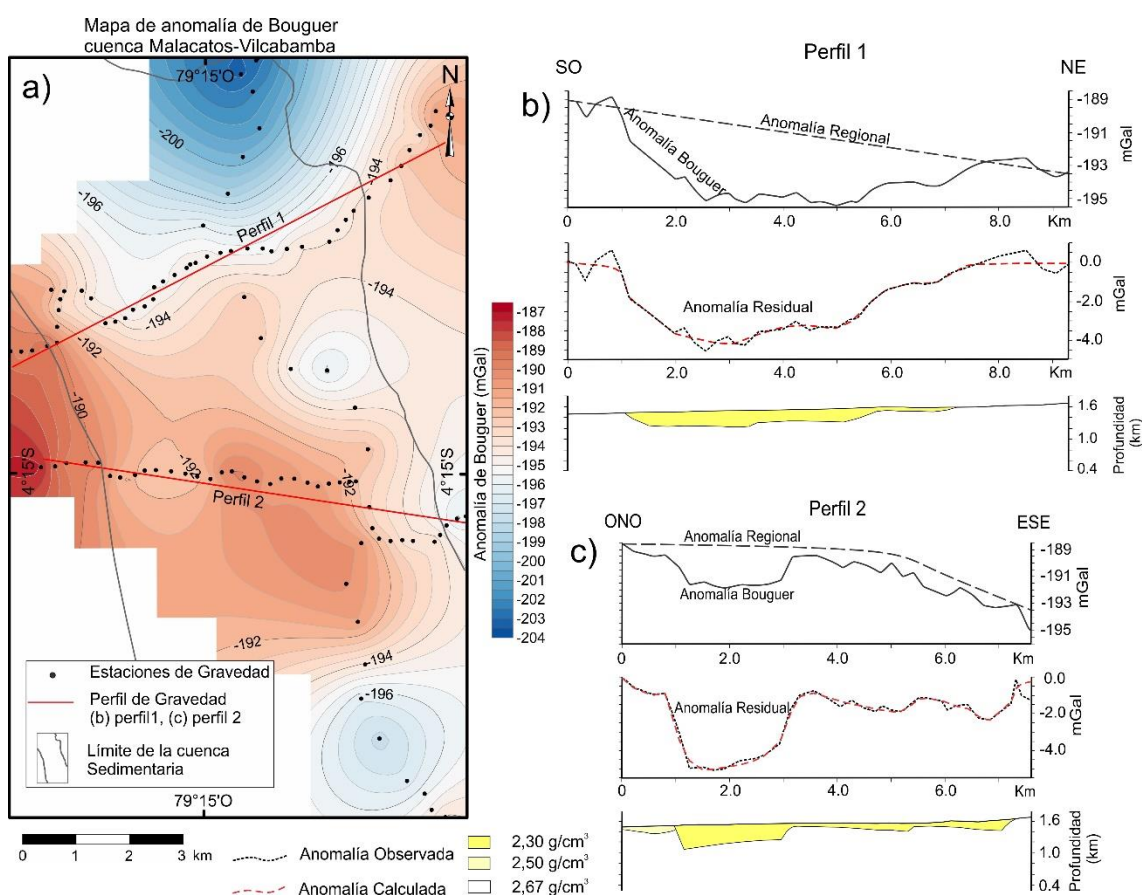 Mapa de anomalía de Bouguer
cuenca Malacatos-Vilcabamba
a)
79°15'O
N
-200
-196
-194
-196
Perfil 1
-194
-194
-192
-190
-192
-192
4°15'S
4°15'S
Perfil 2
-192
-194
-196
Estaciones de Gravedad
Perfil de Gravedad
(b) perfil1, (c) perfil 2
Límite de la cuenca
Sedimentaria
79°15'O
0 1 2 3 km
Anomalía de Bouguer (mGal)
-187
-188
-189
-190
-191
-192
-193
-194
-195
-196
-197
-198
-199
-200
-201
-202
-203
-204
Anomalía Observada
Anomalía Calculada
2,30 g/cm³
2,50 g/cm³
2,67 g/cm³
Perfil 1
SO NE
b)
Anomalía Regional
Anomalía Bouguer
-189
-191
-193
-195
mGal
0 2.0 4.0 6.0 8.0 Km
Anomalía Residual
0.0
-2.0
-4.0
mGal
0 2.0 4.0 6.0 8.0 Km
1.6
1.0
0.4
Profundidad
(km)
Perfil 2
ONO ESE
c)
Anomalía Regional
Anomalía Bouguer
-189
-191
-193
-195
mGal
0 2.0 4.0 6.0 Km
Anomalía Residual
0.0
-2.0
-4.0
mGal
0 2.0 4.0 6.0 Km
1.6
1.0
0.4
Profundidad
(km)